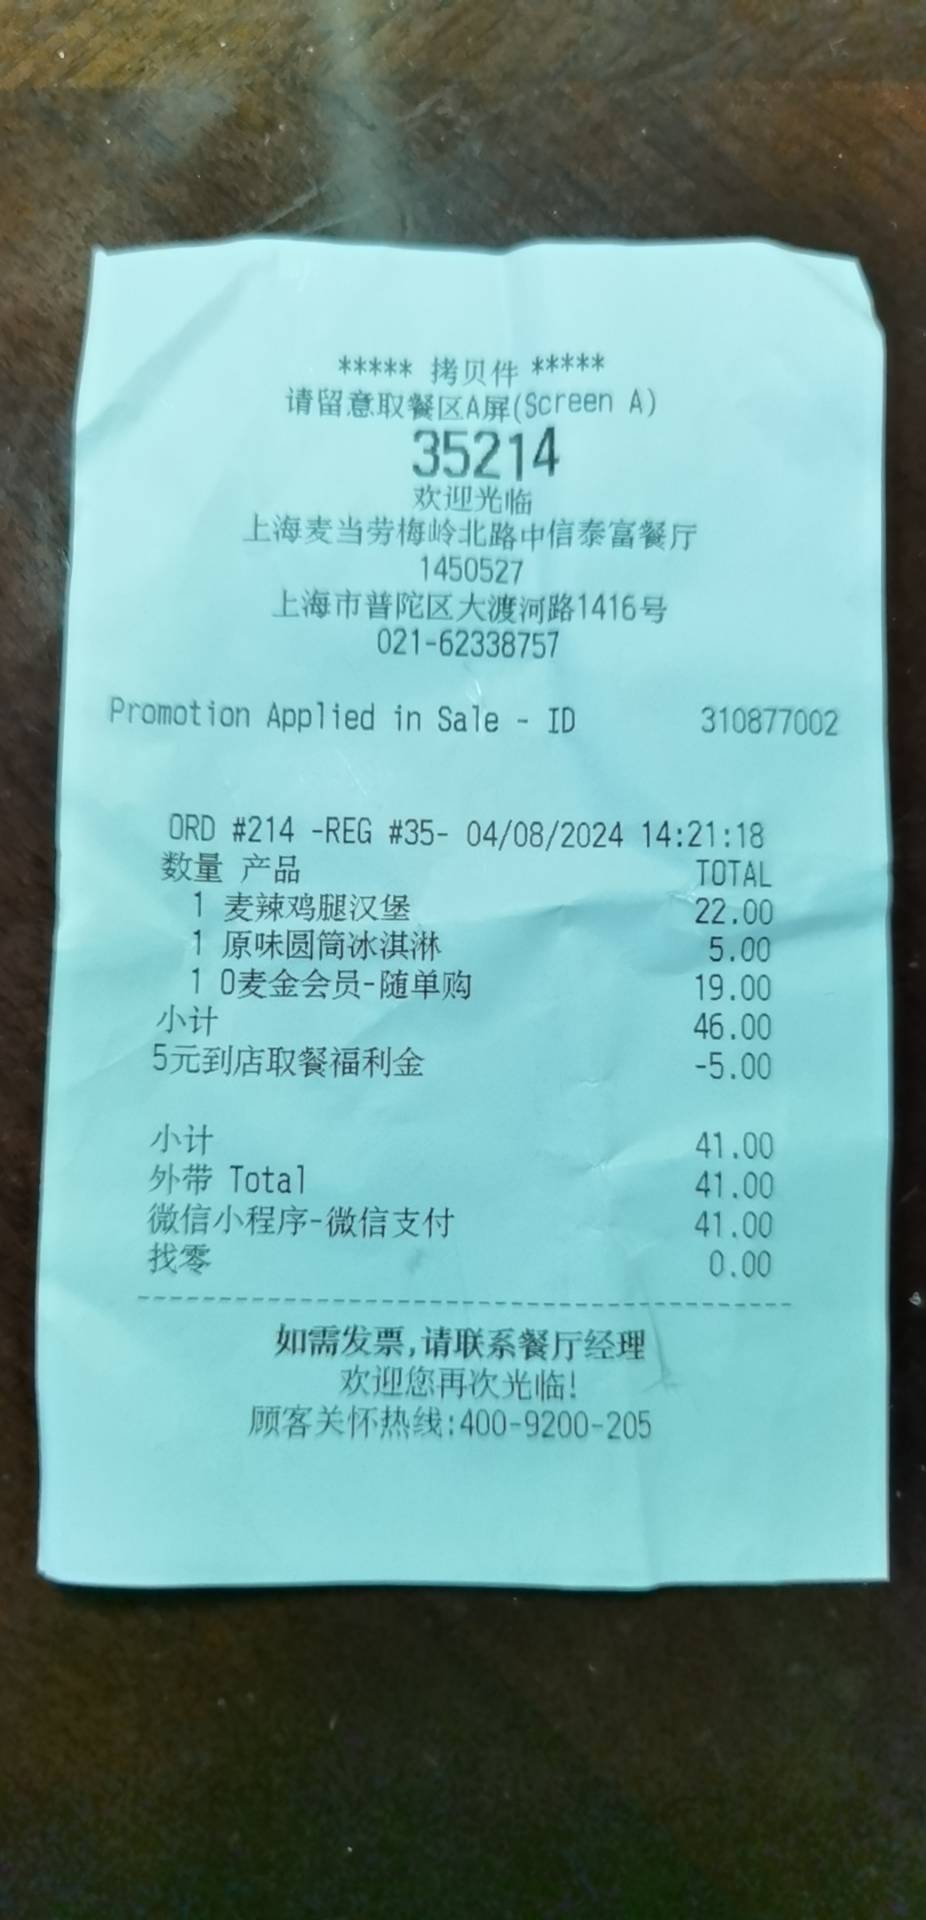 ***** 拷贝件 *****
请留意取餐区A屏(Screen A)
35214
欢迎光临
上海麦当劳梅岭北路中信泰富餐厅
1450527
上海市普陀区大渡河路1416号
021-62338757
Promotion Applied in Sale - ID 310877002
ORD #214 -REG #35- 04/08/2024 14:21:18
数量 产品 TOTAL
1 麦辣鸡腿汉堡 22.00
1 原味圆筒冰淇淋 5.00
1 O麦金会员-随单购 19.00
小计 46.00
5元到店取餐福利金 -5.00
小计 41.00
外带 Total 41.00
微信小程序-微信支付 41.00
找零 0.00
如需发票,请联系餐厅经理
欢迎您再次光临!
顾客关怀热线:400-9200-205